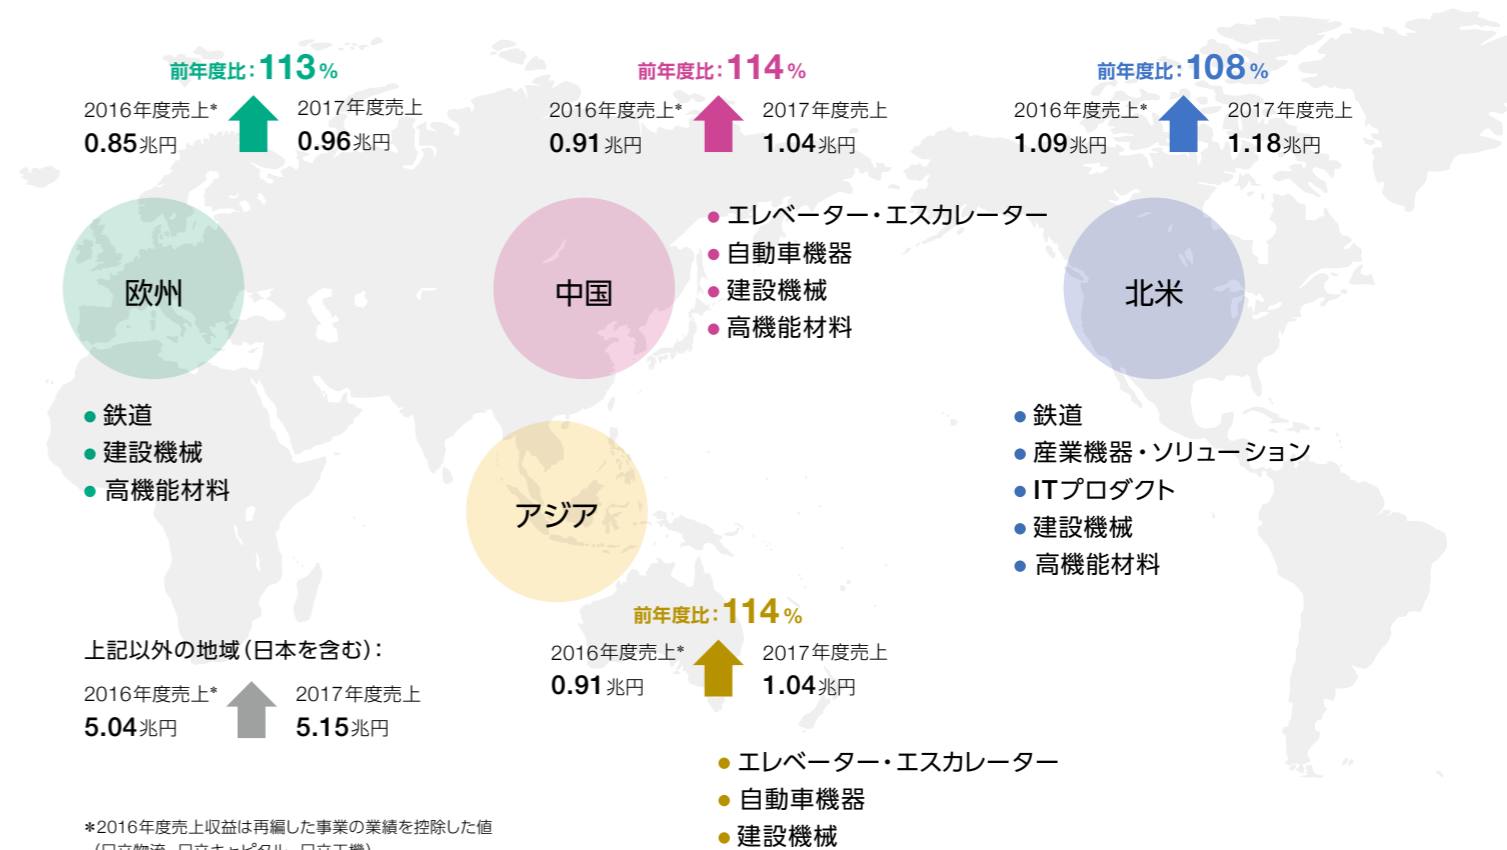 前年度比：113％
2016年度売上* 2017年度売上
0.85兆円 0.96兆円
欧州
● 鉄道
● 建設機械
● 高機能材料
前年度比：114％
2016年度売上* 2017年度売上
0.91兆円 1.04兆円
中国
● エレベーター・エスカレーター
● 自動車機器
● 建設機械
● 高機能材料
前年度比：108％
2016年度売上* 2017年度売上
1.09兆円 1.18兆円
北米
● 鉄道
● 産業機器・ソリューション
● ITプロダクト
● 建設機械
● 高機能材料
アジア
前年度比：114％
2016年度売上* 2017年度売上
0.91兆円 1.04兆円
● エレベーター・エスカレーター
● 自動車機器
● 建設機械
上記以外の地域（日本を含む）：
2016年度売上* 2017年度売上
5.04兆円 5.15兆円
＊2016年度売上収益は再編した事業の業績を控除した値